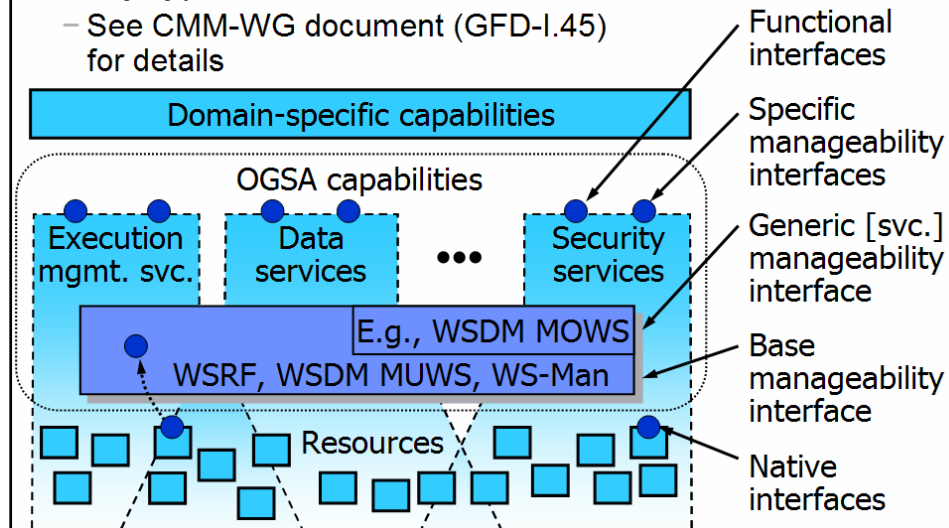 – See CMM-WG document (GFD-I.45)
for details
Domain-specific capabilities
OGSA capabilities
Execution
mgmt. svc.
Data
services
•••
Security
services
E.g., WSDM MOWS
WSRF, WSDM MUWS, WS-Man
Resources
Functional
interfaces
Specific
manageability
interfaces
Generic [svc.]
manageability
interface
Base
manageability
interface
Native
interfaces